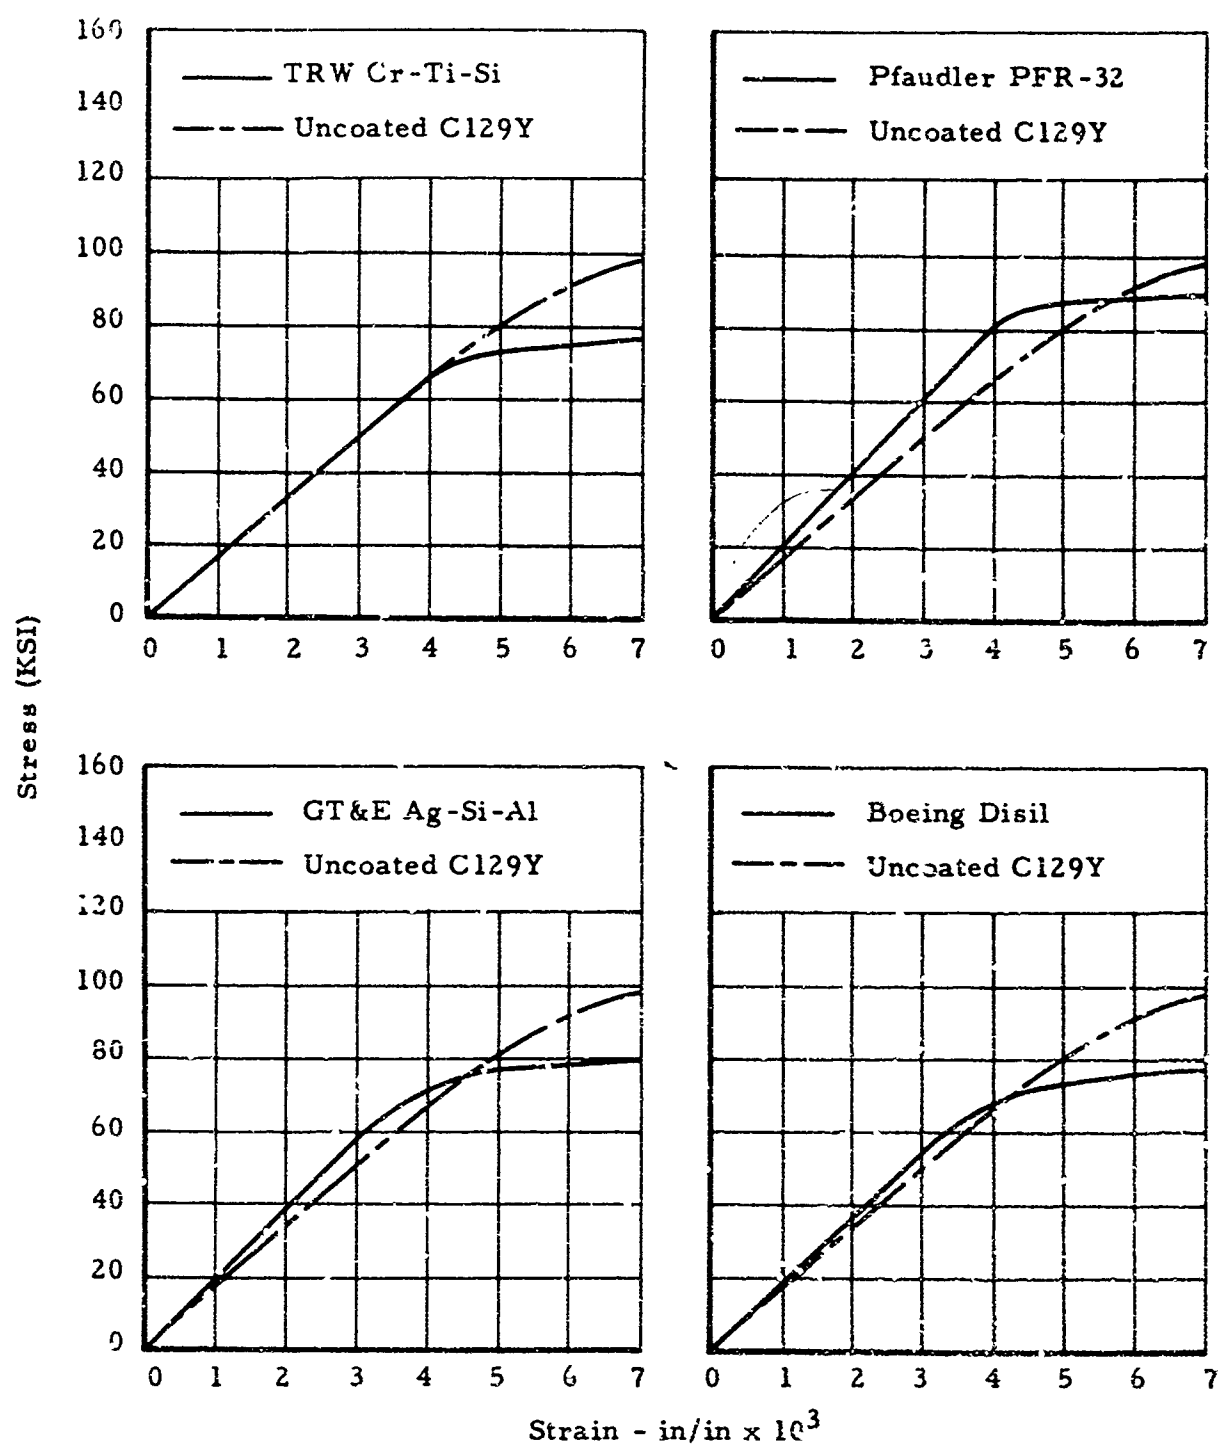 160
140
120
100
80
60
40
20
0
TRW Cr-Ti-Si
Uncoated C129Y
0 1 2 3 4 5 6 7
Pfaudler PFR-32
Uncoated C129Y
0 1 2 3 4 5 6 7
Stress (KSI)
160
140
120
100
80
60
40
20
0
GT&E Ag-Si-Al
Uncoated C129Y
0 1 2 3 4 5 6 7
Boeing Disil
Uncoated C129Y
0 1 2 3 4 5 6 7
Strain - in/in x 10³